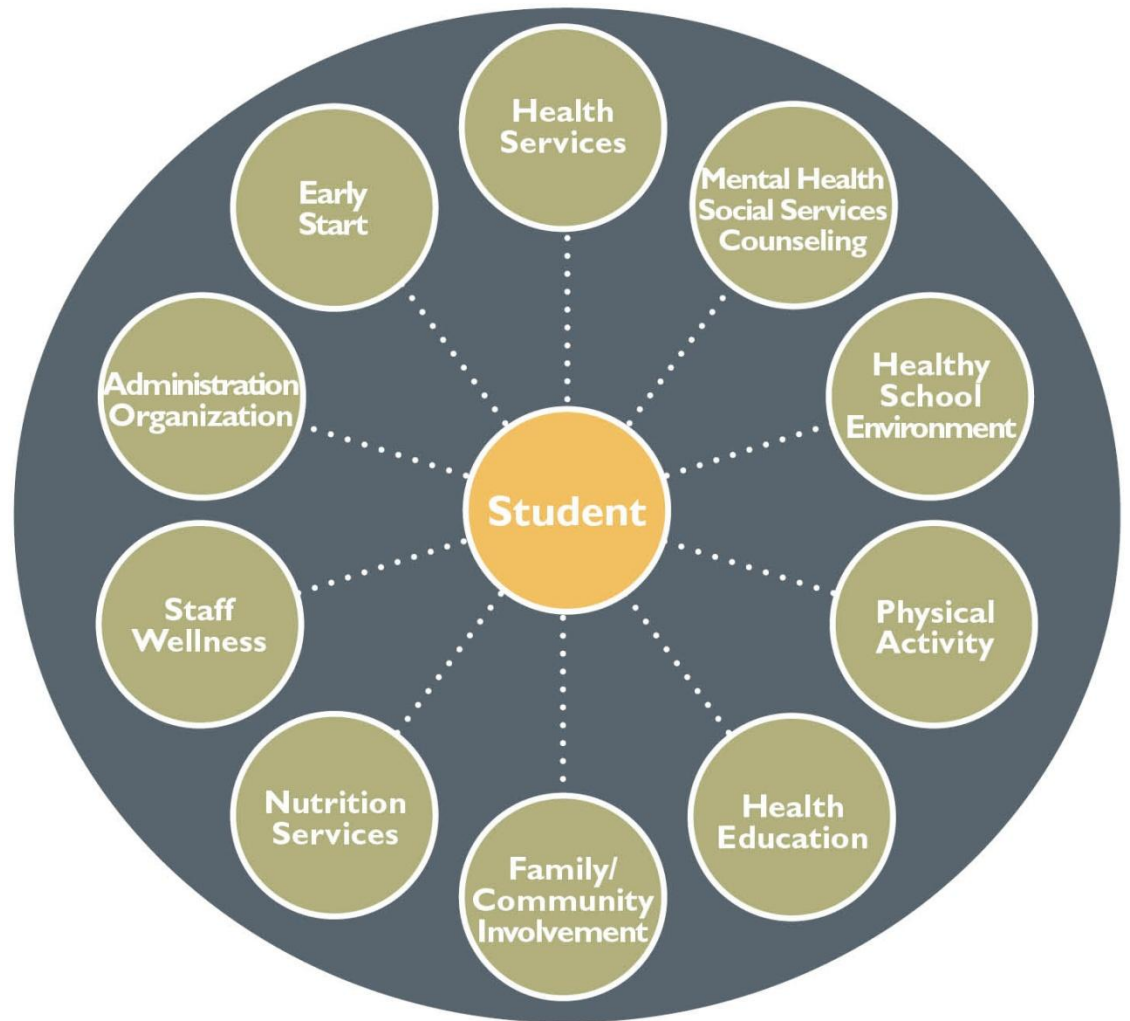 Health
Services
Mental Health
Social Services
Counseling
Healthy
School
Environment
Physical
Activity
Health
Education
Family/
Community
Involvement
Nutrition
Services
Staff
Wellness
Administration
Organization
Early
Start
Student